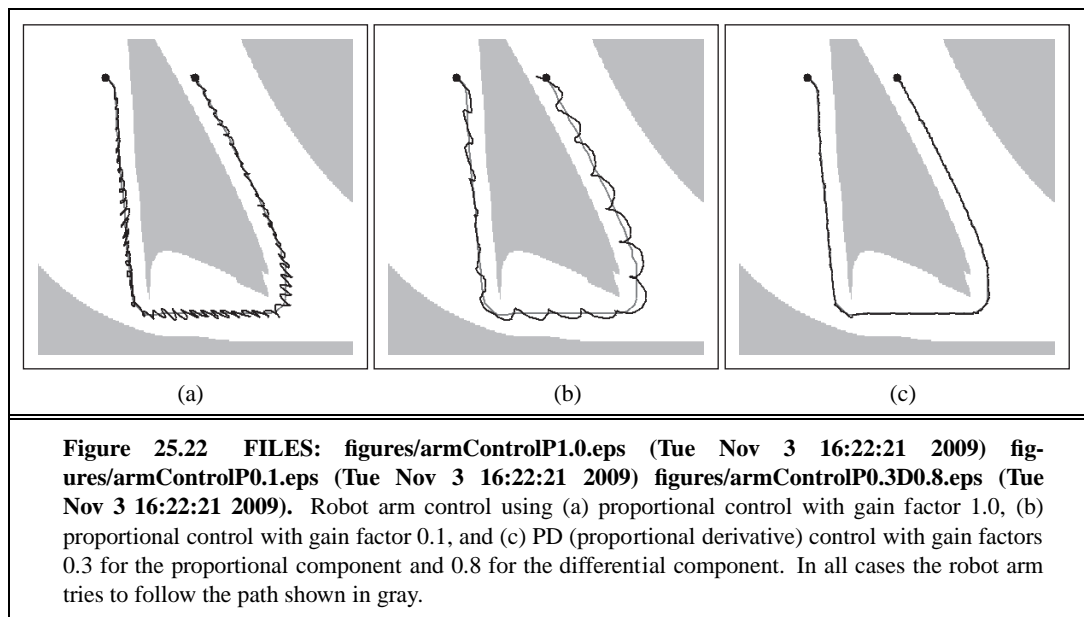 (a) (b) (c)
Figure 25.22 FILES: figures/armControlP1.0.eps (Tue Nov 3 16:22:21 2009) fig-
ures/armControlP0.1.eps (Tue Nov 3 16:22:21 2009) figures/armControlP0.3D0.8.eps (Tue
Nov 3 16:22:21 2009). Robot arm control using (a) proportional control with gain factor 1.0, (b)
proportional control with gain factor 0.1, and (c) PD (proportional derivative) control with gain factors
0.3 for the proportional component and 0.8 for the differential component. In all cases the robot arm
tries to follow the path shown in gray.